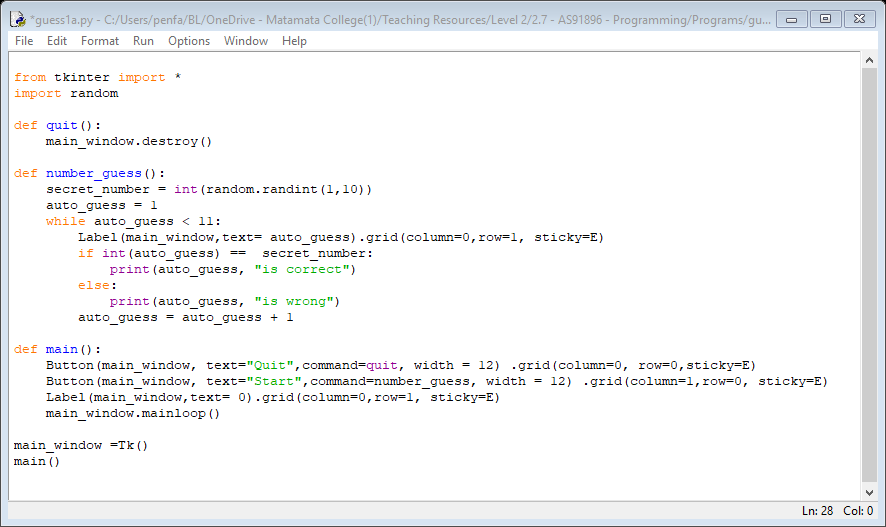 *guess1a.py - C:/Users/penfa/BL/OneDrive - Matamata College(1)/Teaching Resources/Level 2/2.7 - AS91896 - Programming/Programs/gu...
File Edit Format Run Options Window Help
from tkinter import *
import random
def quit():
    main_window.destroy()
def number_guess():
    secret_number = int(random.randint(1,10))
    auto_guess = 1
    while auto_guess < 11:
        Label(main_window,text= auto_guess).grid(column=0,row=1, sticky=E)
        if int(auto_guess) ==  secret_number:
            print(auto_guess, "is correct")
        else:
            print(auto_guess, "is wrong")
        auto_guess = auto_guess + 1
def main():
    Button(main_window, text="Quit",command=quit, width = 12) .grid(column=0, row=0,sticky=E)
    Button(main_window, text="Start",command=number_guess, width = 12) .grid(column=1,row=0, sticky=E)
    Label(main_window,text= 0).grid(column=0,row=1, sticky=E)
    main_window.mainloop()
main_window =Tk()
main()
Ln: 28 Col: 0